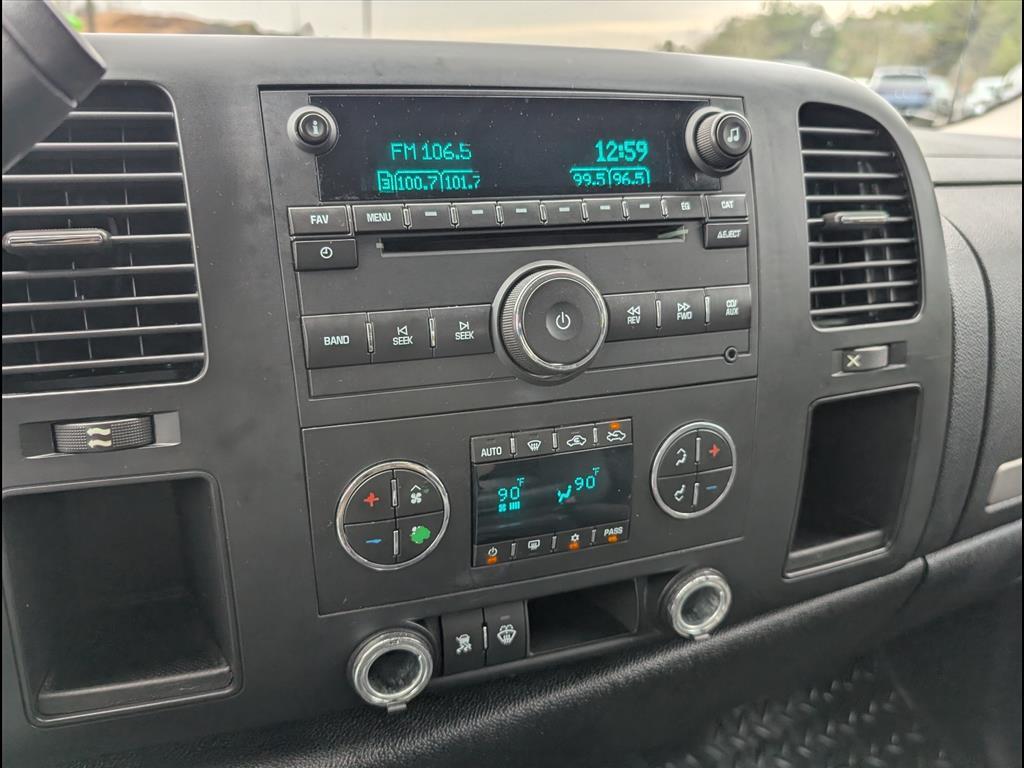 FM 106.5 12:59
3 100.7 101.7 99.5 96.5
FAV MENU EQ CAT
EJECT
BAND SEEK SEEK REV FWD CD/AUX
AUTO
90°F 90°F
PASS